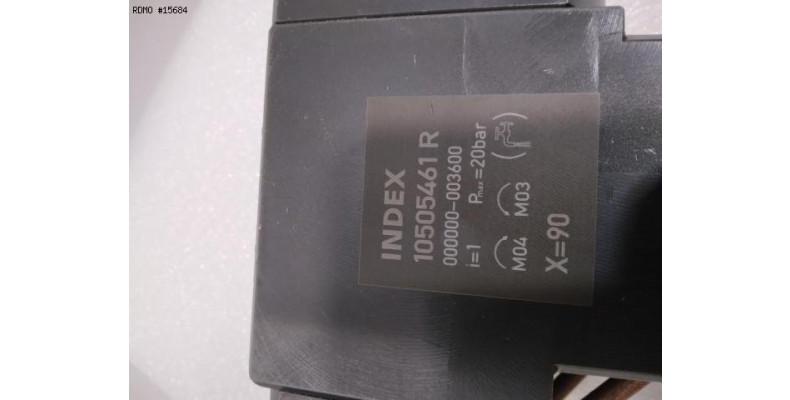 RDMO #15684
INDEX
10505461 R
000000-003600
i=1 Pmax=20bar
M04 M03
X=90